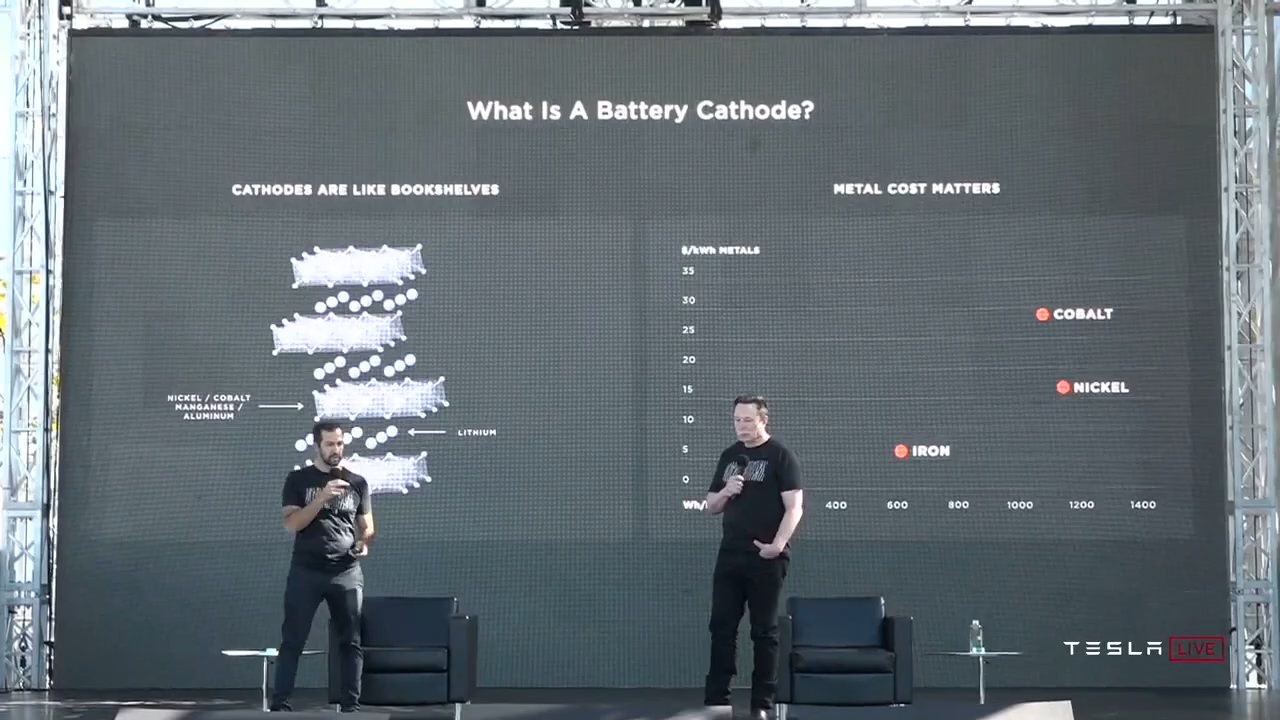 What Is A Battery Cathode?
CATHODES ARE LIKE BOOKSHELVES
NICKEL / COBALT
MANGANESE /
ALUMINUM
LITHIUM
METAL COST MATTERS
$/kWh METALS
35
30
25
20
15
10
5
0
COBALT
NICKEL
IRON
400
600
800
1000
1200
1400
TESLA LIVE